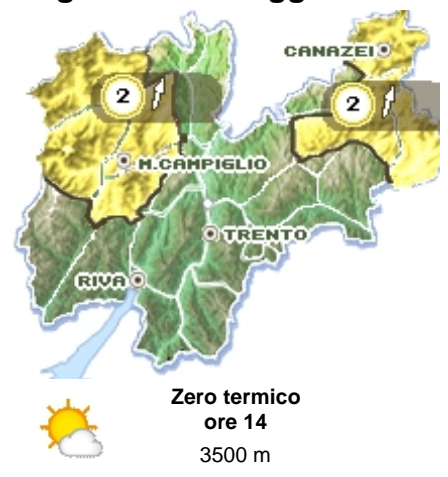 CANAZEI
2
2
M.CAMPIGLIO
TRENTO
RIVA
Zero termico
ore 14
3500 m